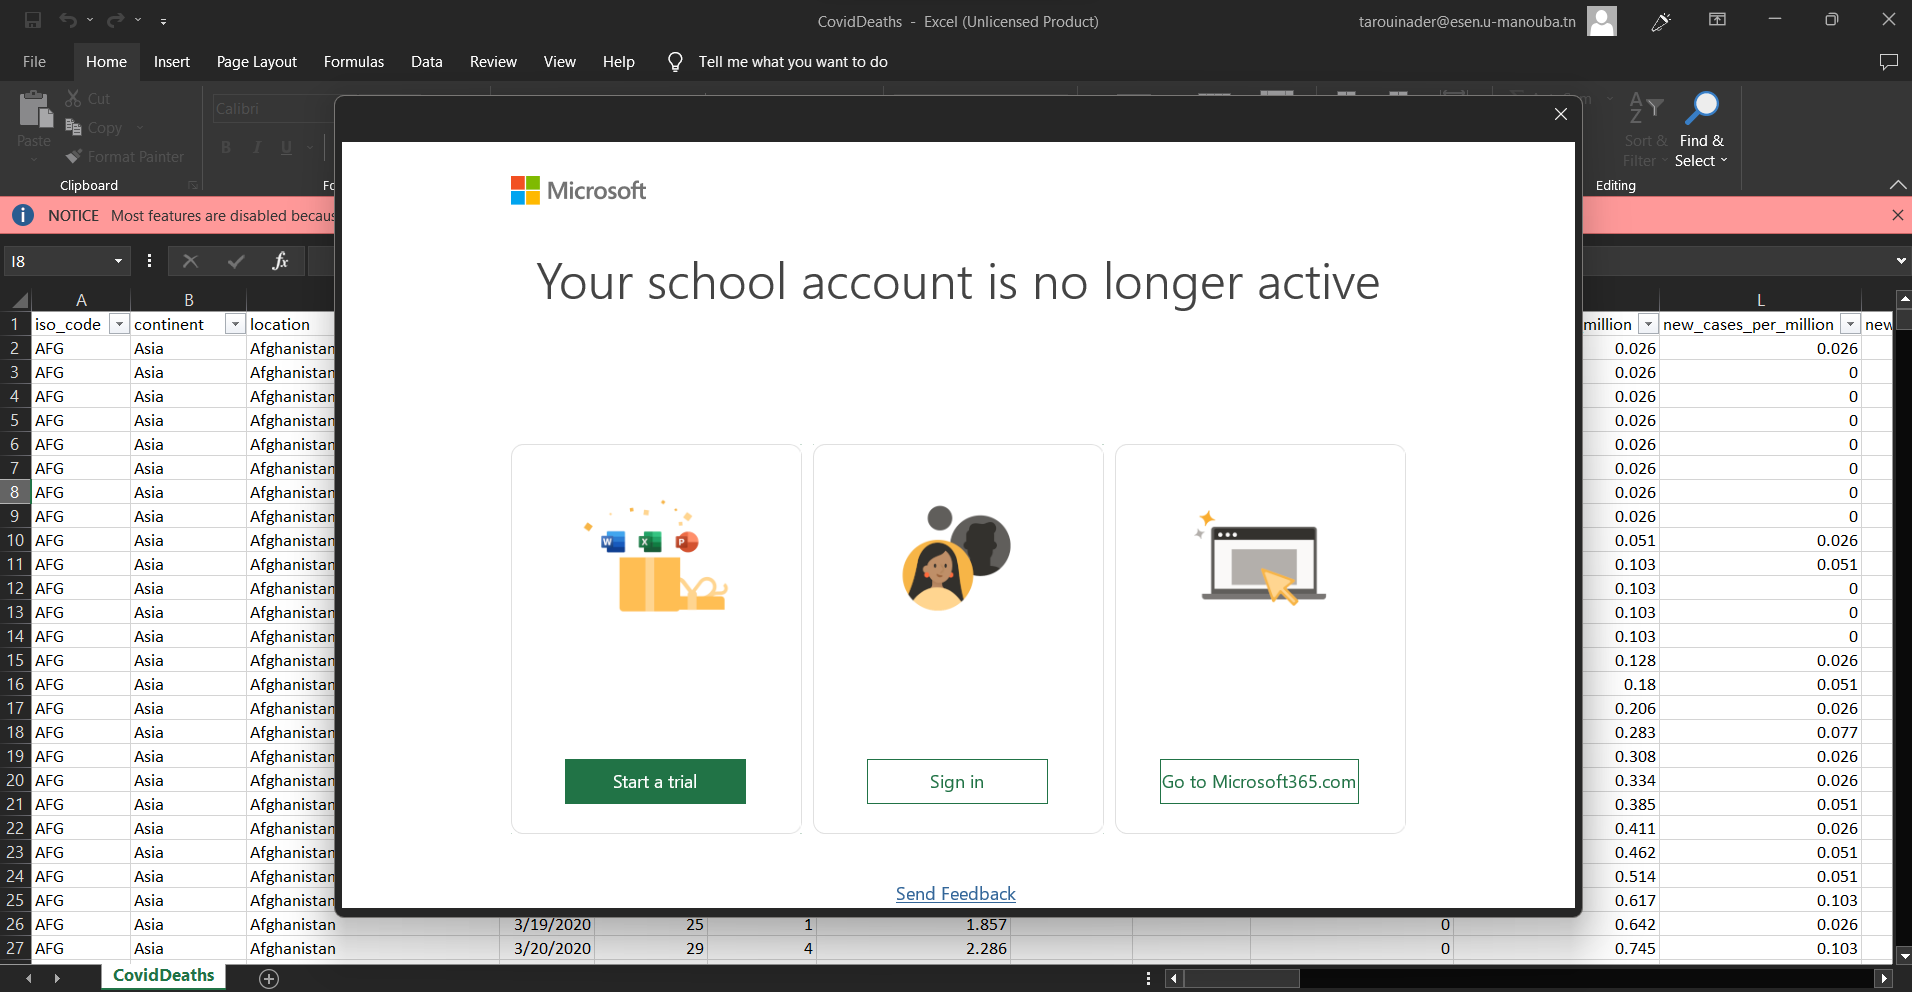 CovidDeaths - Excel (Unlicensed Product)
tarouinader@esen.u-manouba.tn
File Home Insert Page Layout Formulas Data Review View Help Tell me what you want to do
Paste
Cut
Copy
Format Painter
Clipboard
Calibri
B I U
Fo
A
Z
Sort &
Filter
Find &
Select
Editing
NOTICE Most features are disabled becaus
I8
fx
A B L
1 iso_code continent location million new_cases_per_million new
2 AFG Asia Afghanistan 0.026 0.026
3 AFG Asia Afghanistan 0.026 0
4 AFG Asia Afghanistan 0.026 0
5 AFG Asia Afghanistan 0.026 0
6 AFG Asia Afghanistan 0.026 0
7 AFG Asia Afghanistan 0.026 0
8 AFG Asia Afghanistan 0.026 0
9 AFG Asia Afghanistan 0.026 0
10 AFG Asia Afghanistan 0.051 0.026
11 AFG Asia Afghanistan 0.103 0.051
12 AFG Asia Afghanistan 0.103 0
13 AFG Asia Afghanistan 0.103 0
14 AFG Asia Afghanistan 0.103 0
15 AFG Asia Afghanistan 0.128 0.026
16 AFG Asia Afghanistan 0.18 0.051
17 AFG Asia Afghanistan 0.206 0.026
18 AFG Asia Afghanistan 0.283 0.077
19 AFG Asia Afghanistan 0.308 0.026
20 AFG Asia Afghanistan 0.334 0.026
21 AFG Asia Afghanistan 0.385 0.051
22 AFG Asia Afghanistan 0.411 0.026
23 AFG Asia Afghanistan 0.462 0.051
24 AFG Asia Afghanistan 0.514 0.051
25 AFG Asia Afghanistan 0.617 0.103
26 AFG Asia Afghanistan 3/19/2020 25 1 1.857 0 0.642 0.026
27 AFG Asia Afghanistan 3/20/2020 29 4 2.286 0 0.745 0.103
CovidDeaths
Microsoft
Your school account is no longer active
W X P
Start a trial
Sign in
Go to Microsoft365.com
Send Feedback